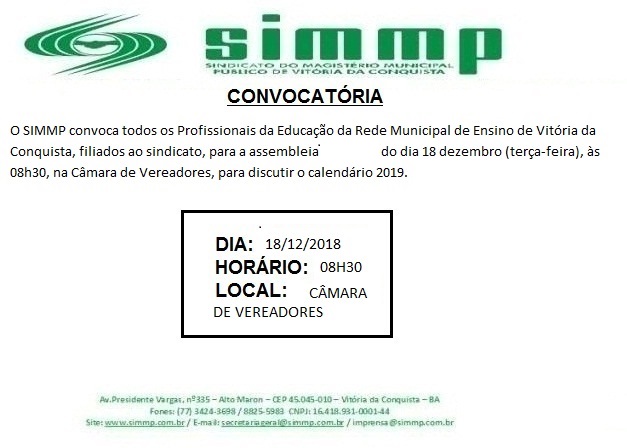 simmp
SINDICATO DO MAGISTÉRIO MUNICIPAL
PÚBLICO DE VITÓRIA DA CONQUISTA
CONVOCATÓRIA
O SIMMP convoca todos os Profissionais da Educação da Rede Municipal de Ensino de Vitória da
Conquista, filiados ao sindicato, para a assembleia do dia 18 dezembro (terça-feira), às
08h30, na Câmara de Vereadores, para discutir o calendário 2019.
DIA: 18/12/2018
HORÁRIO: 08H30
LOCAL: CÂMARA
DE VEREADORES
Av.Presidente Vargas, nº335 – Alto Maron – CEP 45.045-010 – Vitória da Conquista – BA
Fones: (77) 3424-3698 / 8825-5983 CNPJ: 16.418.931-0001-44
Site: www.simmp.com.br / E-mail: secretariageral@simmp.com.br / imprensa@simmp.com.br